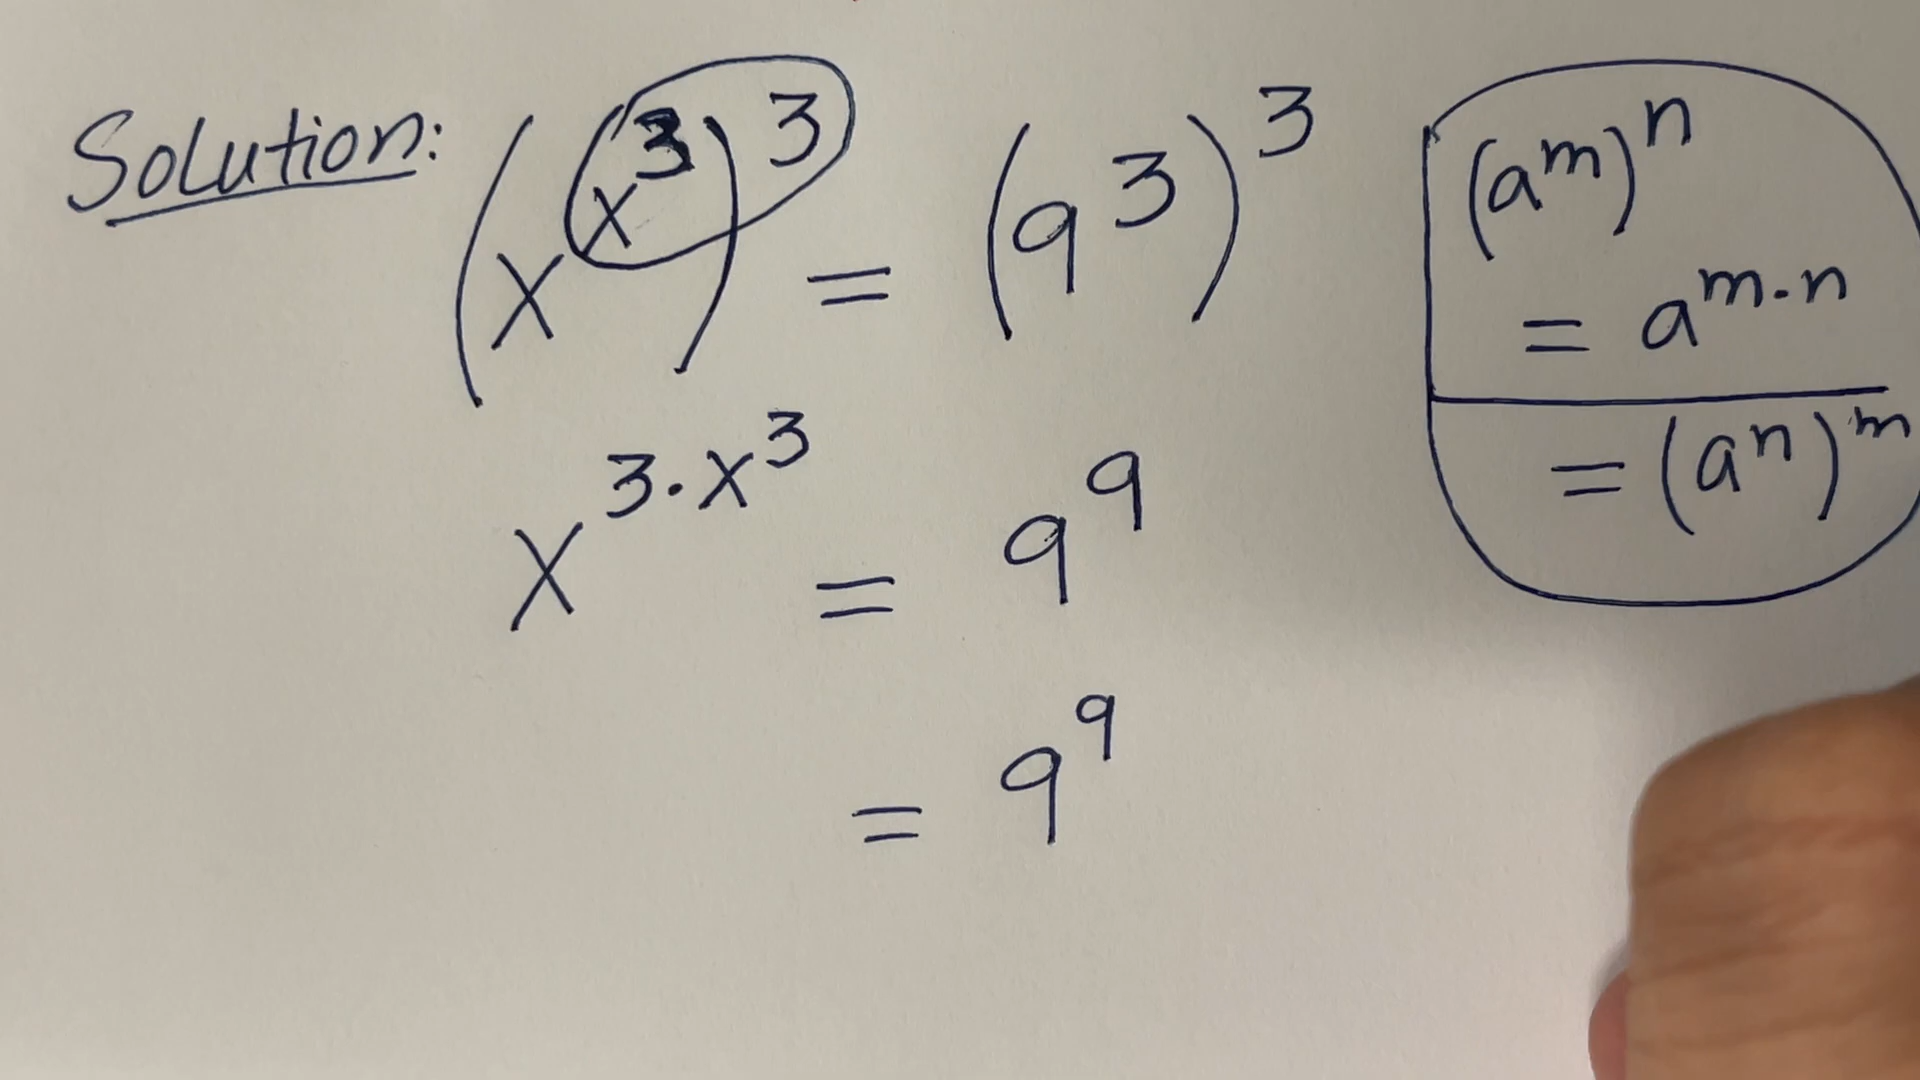 Solution: (x^(x^3))^3 = (9^3)^3
x^(3·x^3) = 9^9
= 9^9
(a^m)^n
= a^(m·n)
= (a^n)^m